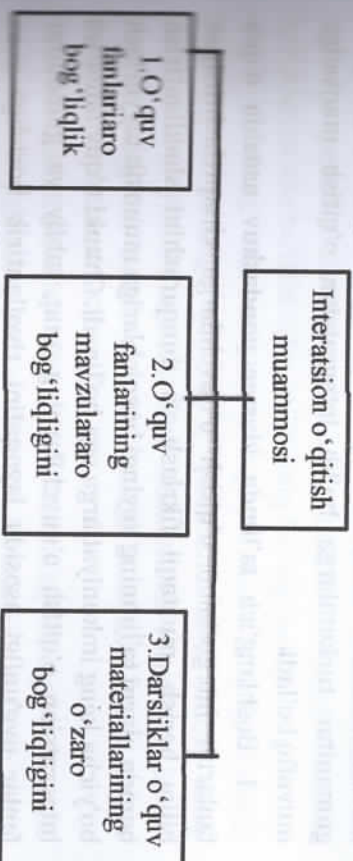 Interatsion o‘qitish
muammosi
1.O‘quv
fanlariaro
bog‘liqlik
2.O‘quv
fanlarining
mavzulararo
bog‘liqligini
3.Darsliklar o‘quv
materiallarining
o‘zaro
bog‘liqligini